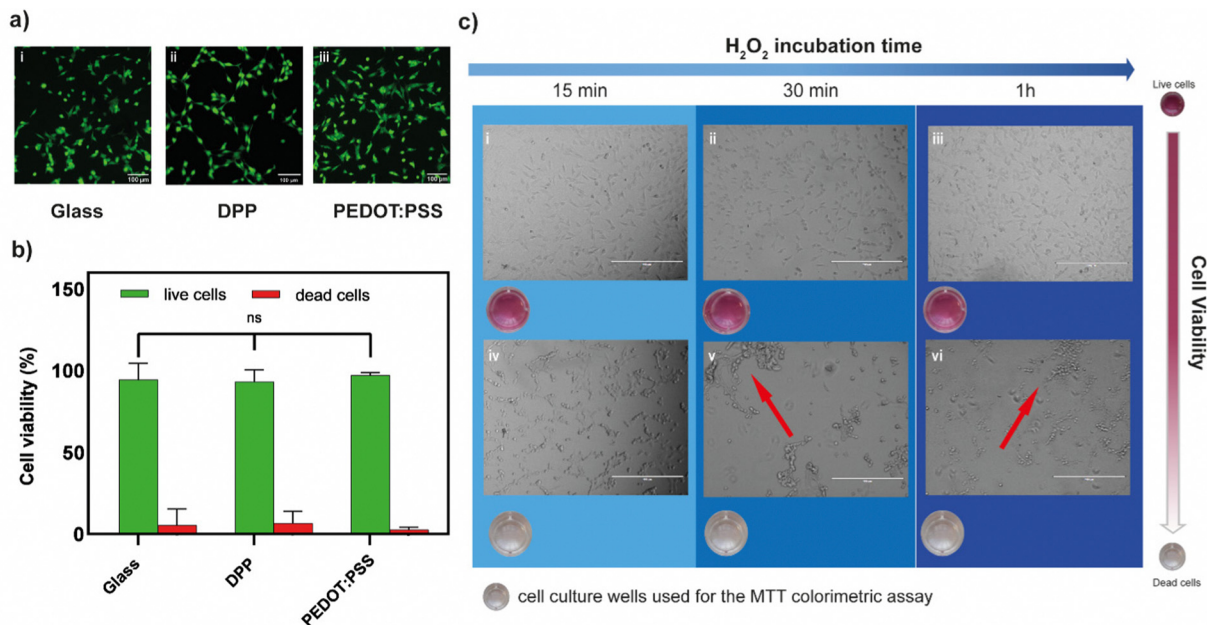 a)
i
ii
iii
100 µm
100 µm
100 µm
Glass
DPP
PEDOT:PSS
b)
150
100
50
0
Cell viability (%)
live cells
dead cells
ns
Glass
DPP
PEDOT:PSS
c)
H₂O₂ incubation time
15 min
30 min
1h
i
ii
iii
iv
v
vi
Live cells
Cell Viability
Dead cells
cell culture wells used for the MTT colorimetric assay